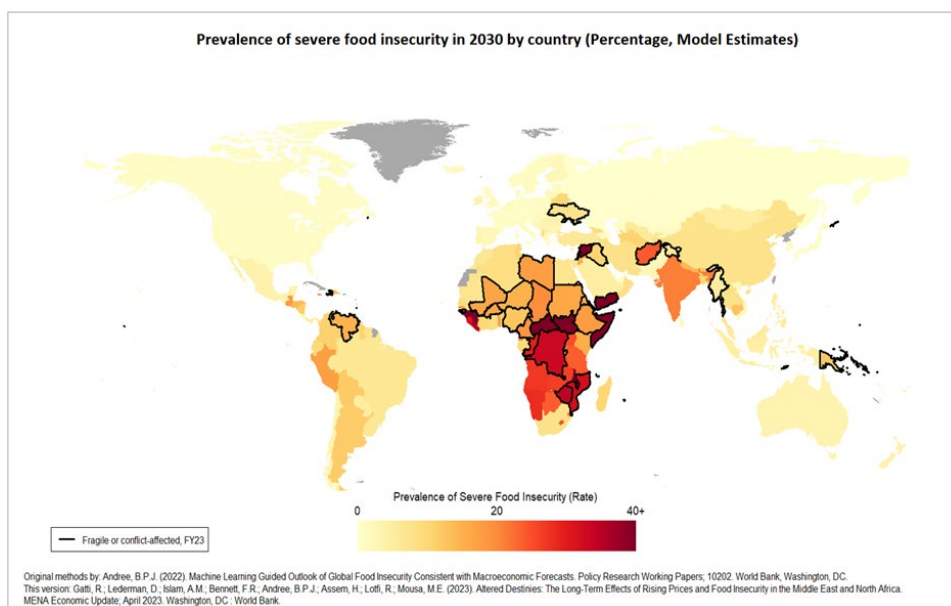 Prevalence of severe food insecurity in 2030 by country (Percentage, Model Estimates)
Prevalence of Severe Food Insecurity (Rate)
0 20 40+
Fragile or conflict-affected, FY23
Original methods by: Andree, B.P.J. (2022). Machine Learning Guided Outlook of Global Food Insecurity Consistent with Macroeconomic Forecasts. Policy Research Working Papers; 10202. World Bank, Washington, DC.
This version: Gatti, R.; Lederman, D.; Islam, A.M.; Bennett, F.R.; Andree, B.P.J.; Assem, H.; Lotfi, R.; Mousa, M.E. (2023). Altered Destinies: The Long-Term Effects of Rising Prices and Food Insecurity in the Middle East and North Africa.
MENA Economic Update; April 2023. Washington, DC : World Bank.